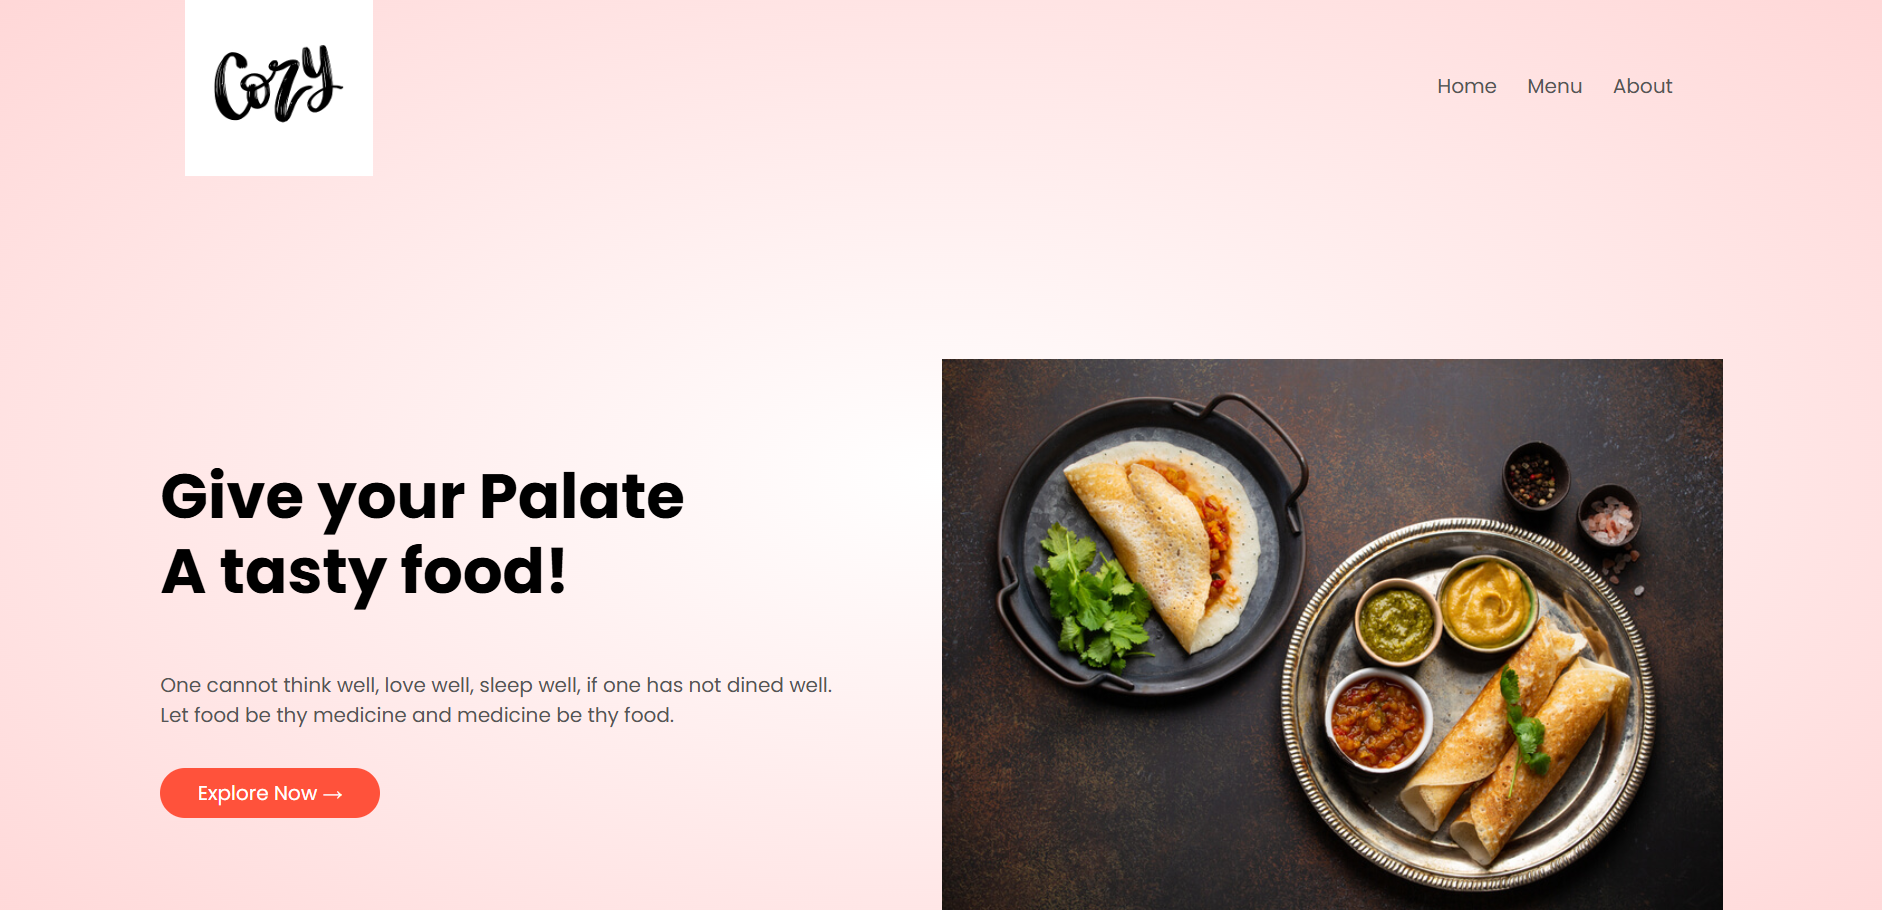 Cozy
Home Menu About
Give your Palate
A tasty food!
One cannot think well, love well, sleep well, if one has not dined well.
Let food be thy medicine and medicine be thy food.
Explore Now →